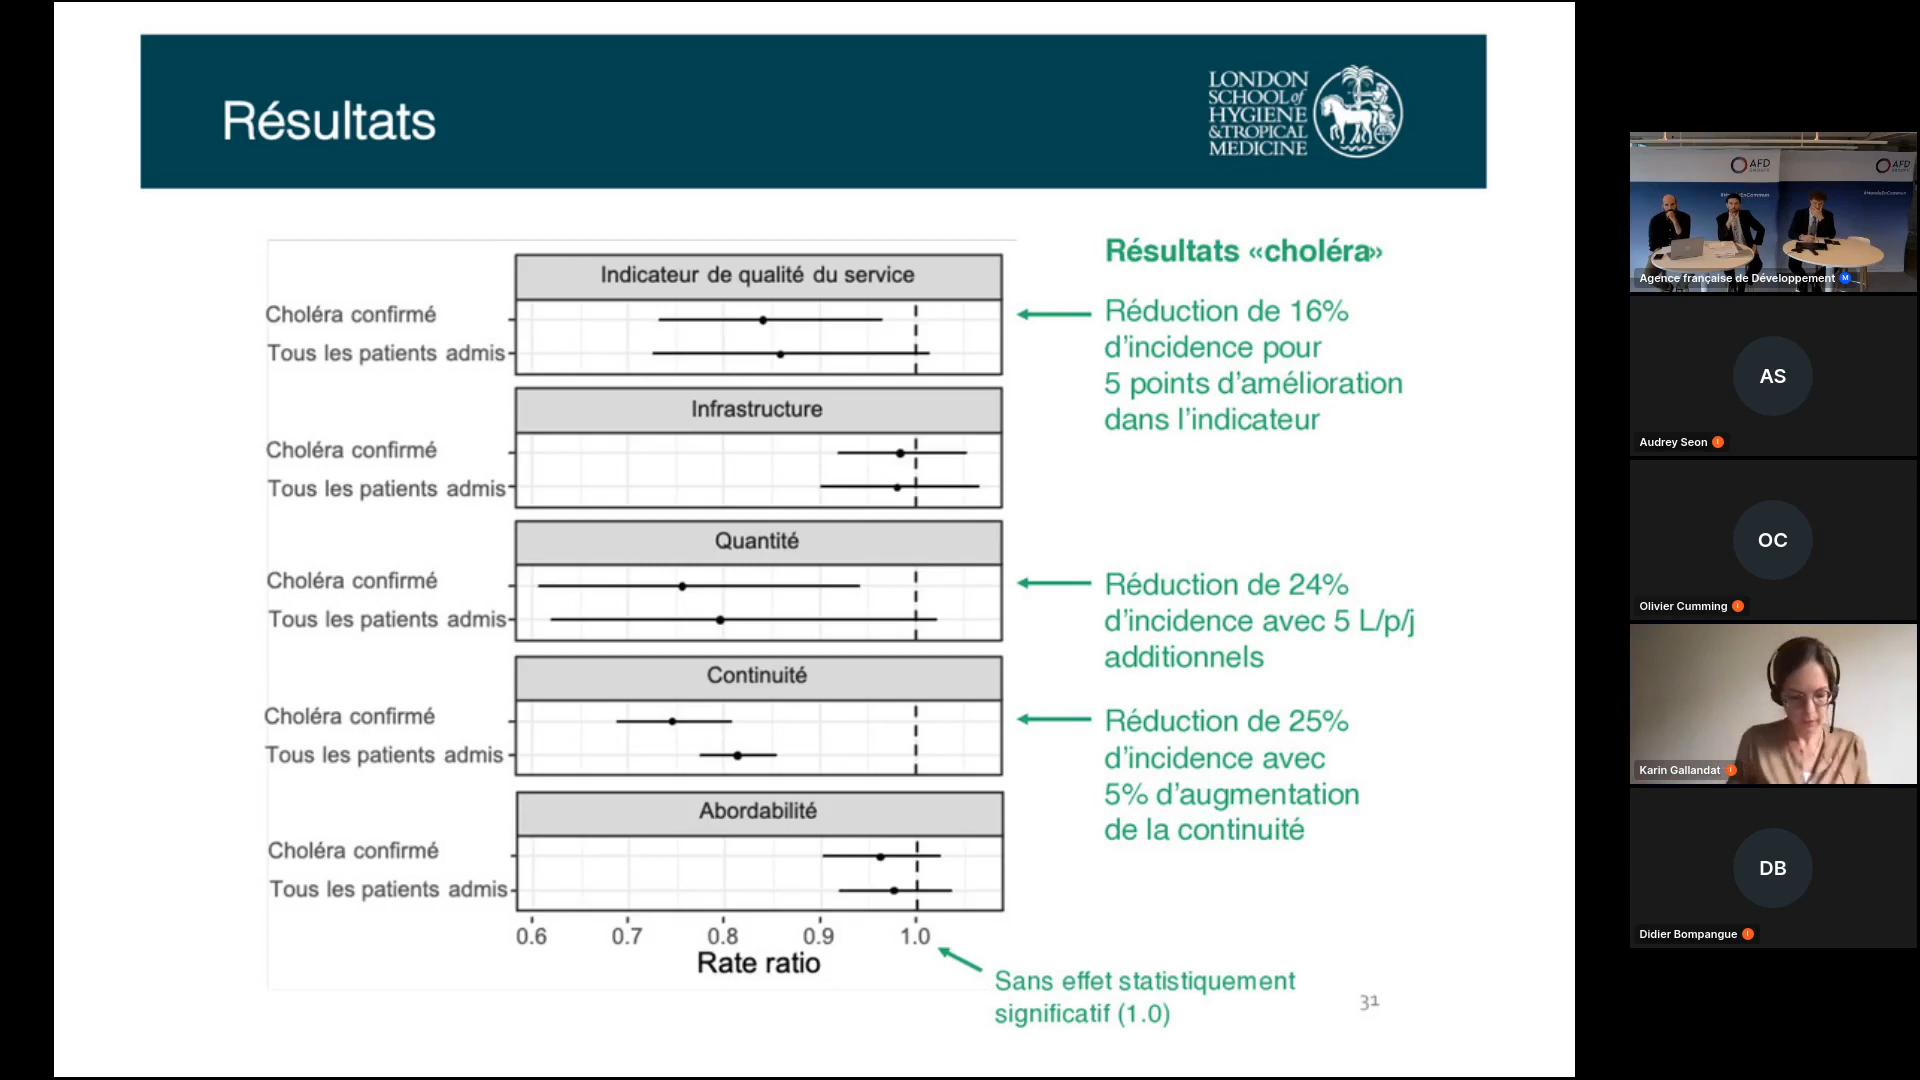 Résultats
LONDON
SCHOOL of
HYGIENE
& TROPICAL
MEDICINE
Indicateur de qualité du service
Choléra confirmé
Tous les patients admis
Infrastructure
Choléra confirmé
Tous les patients admis
Quantité
Choléra confirmé
Tous les patients admis
Continuité
Choléra confirmé
Tous les patients admis
Abordabilité
Choléra confirmé
Tous les patients admis
0.6 0.7 0.8 0.9 1.0
Rate ratio
Résultats «choléra»
Réduction de 16%
d’incidence pour
5 points d’amélioration
dans l’indicateur
Réduction de 24%
d’incidence avec 5 L/p/j
additionnels
Réduction de 25%
d’incidence avec
5% d’augmentation
de la continuité
Sans effet statistiquement
significatif (1.0)
31
AFD
GROUPE
AFD
Agence française de Développement M
AS
Audrey Seon
OC
Olivier Cumming
Karin Gallandat
DB
Didier Bompangue